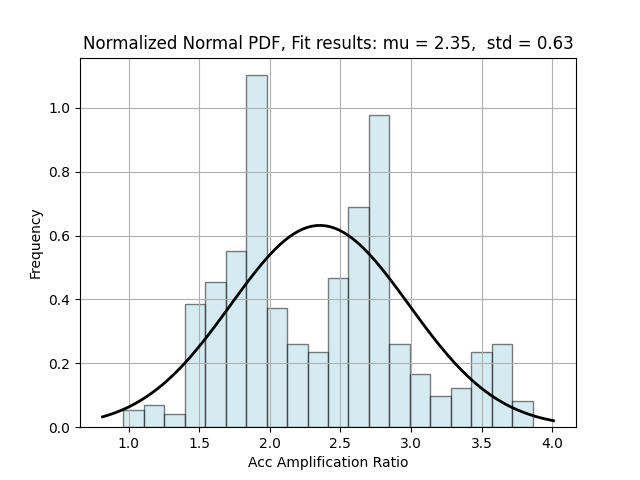 Normalized Normal PDF, Fit results: mu = 2.35,  std = 0.63
1.0
0.8
0.6
0.4
0.2
0.0
Frequency
1.0 1.5 2.0 2.5 3.0 3.5 4.0
Acc Amplification Ratio